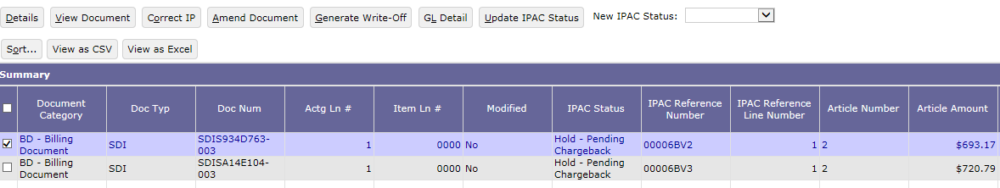 Details View Document Correct IP Amend Document Generate Write-Off GL Detail Update IPAC Status New IPAC Status:
Sort... View as CSV View as Excel
Summary
Document Category Doc Typ Doc Num Actg Ln # Item Ln # Modified IPAC Status IPAC Reference Number IPAC Reference Line Number Article Number Article Amount
BD - Billing Document SDI SDIS934D763-003 1 0000 No Hold - Pending Chargeback 00006BV2 1 2 $693.17
BD - Billing Document SDI SDISA14E104-003 1 0000 No Hold - Pending Chargeback 00006BV3 1 2 $720.79